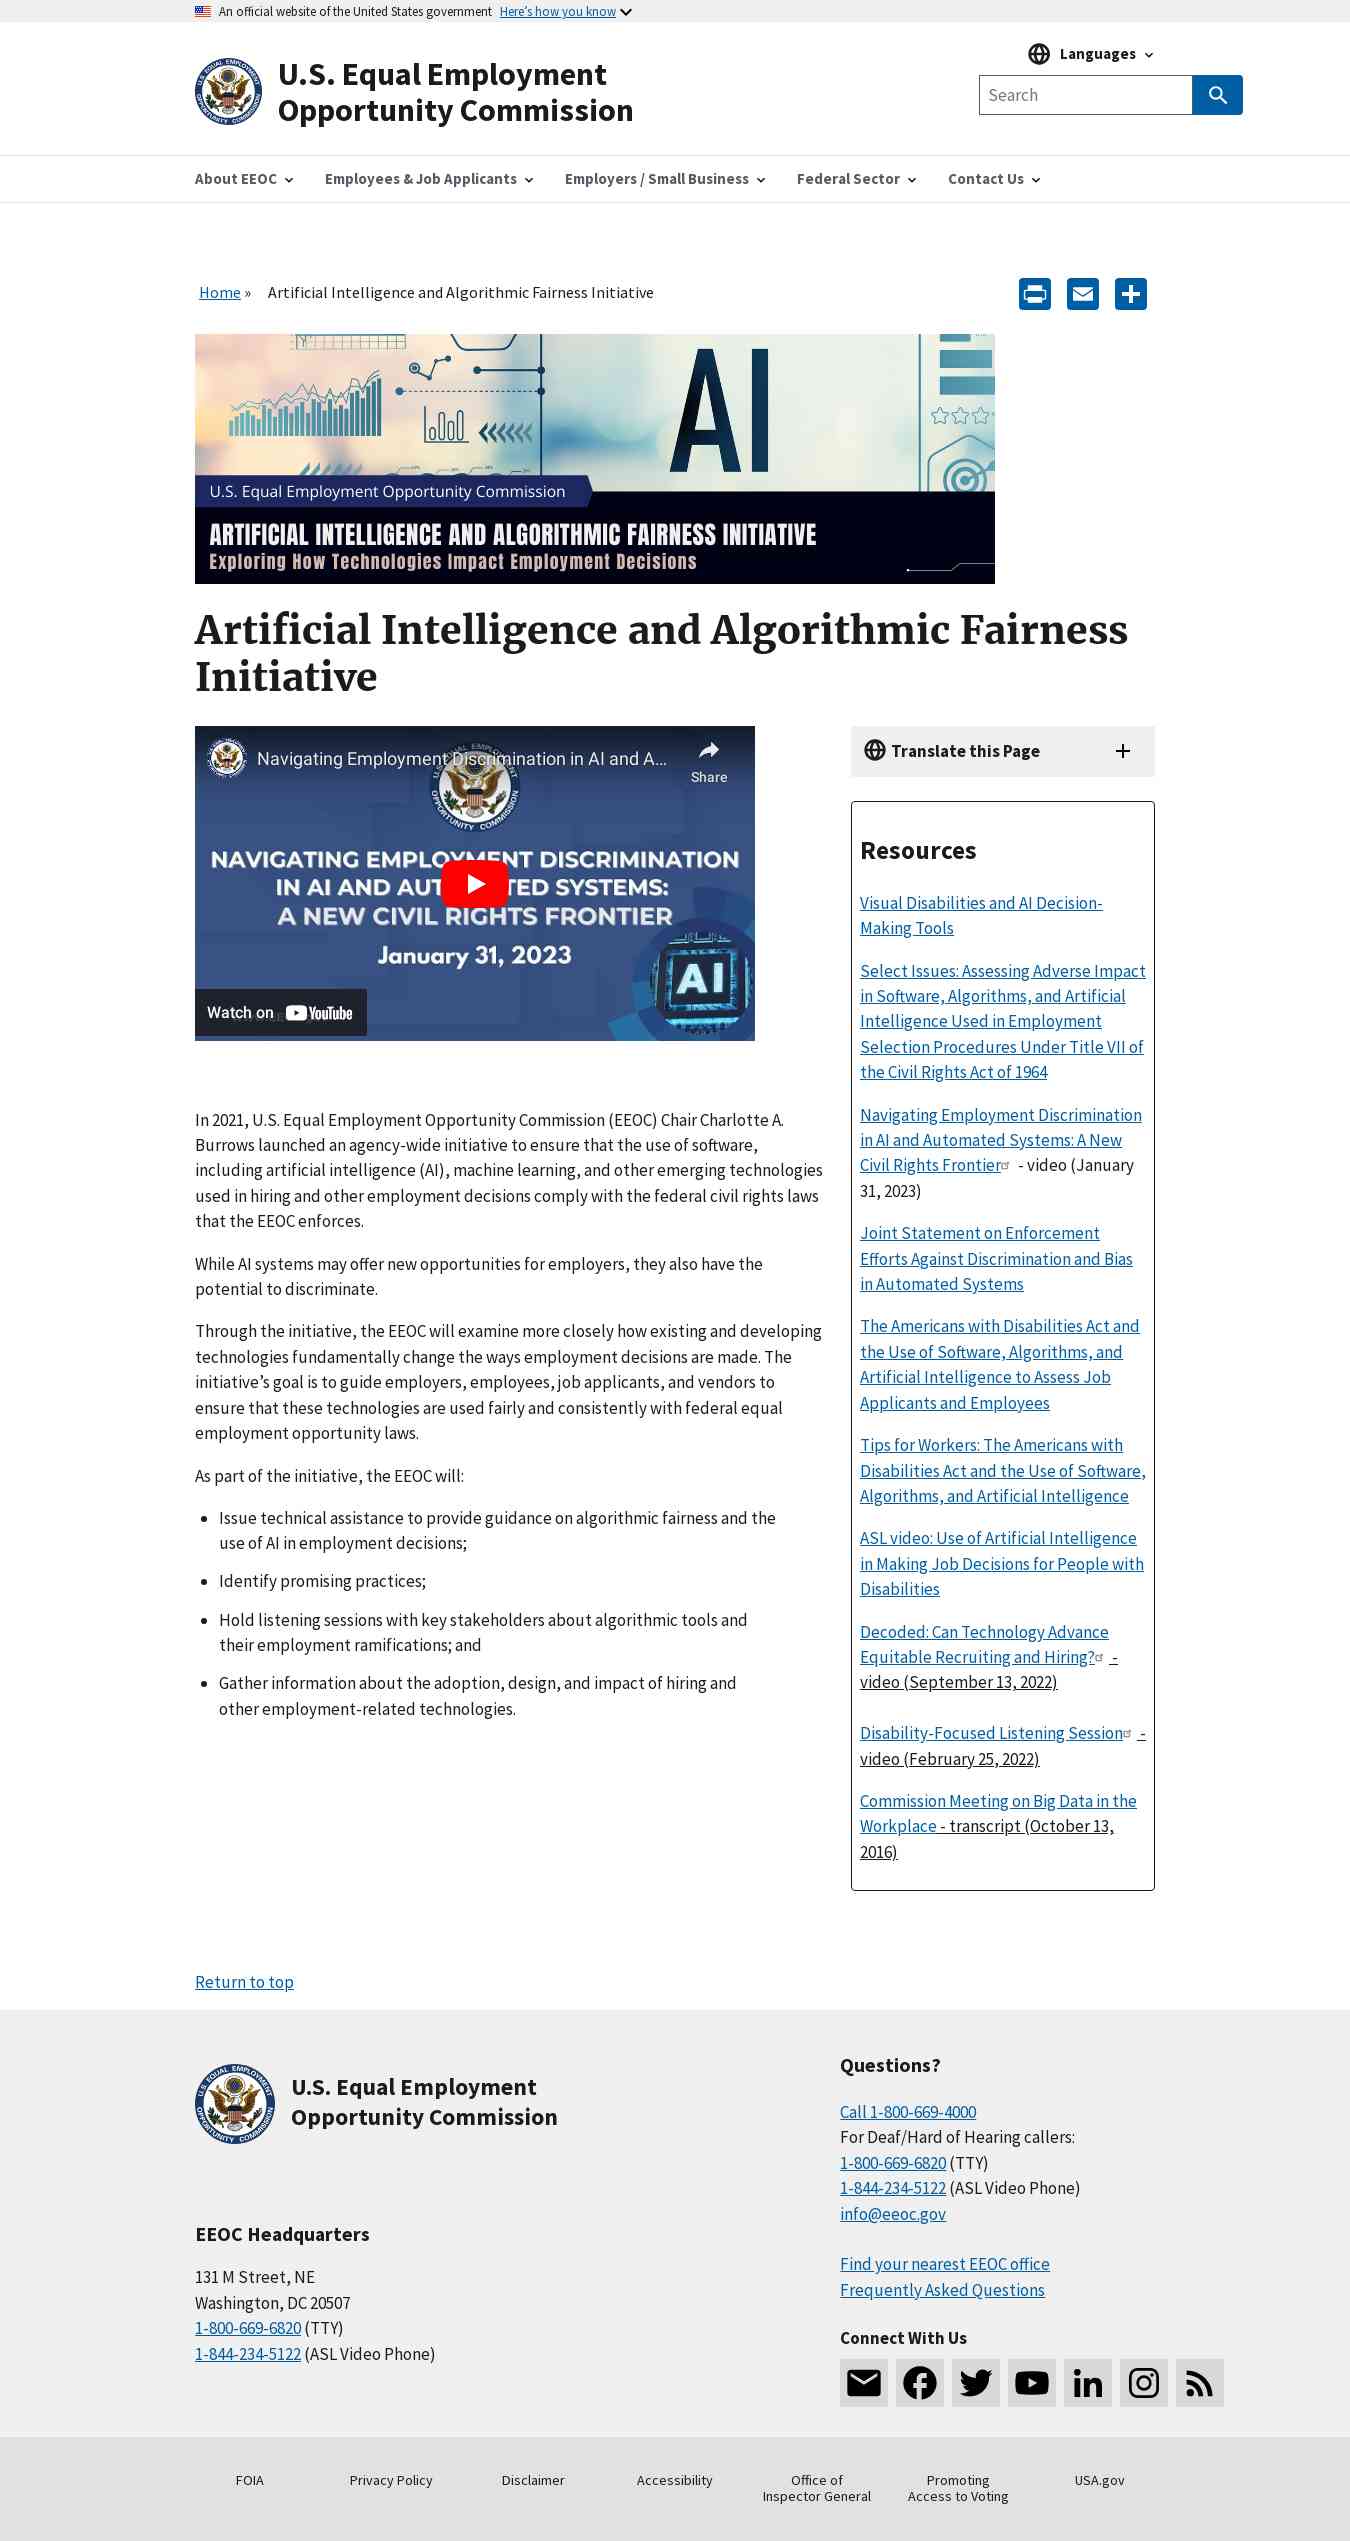 An official website of the United States government Here’s how you know
U.S. Equal Employment
Opportunity Commission
Languages
Search
About EEOC
Employees & Job Applicants
Employers / Small Business
Federal Sector
Contact Us
Home » Artificial Intelligence and Algorithmic Fairness Initiative
AI
U.S. Equal Employment Opportunity Commission
ARTIFICIAL INTELLIGENCE AND ALGORITHMIC FAIRNESS INITIATIVE
Exploring How Technologies Impact Employment Decisions
Artificial Intelligence and Algorithmic Fairness
Initiative
Navigating Employment Discrimination in AI and A...
Share
NAVIGATING EMPLOYMENT DISCRIMINATION
IN AI AND SYSTEMS:
A NEW CIVIL RIGHTS FRONTIER
January 31, 2023
AI
Watch on YouTube
In 2021, U.S. Equal Employment Opportunity Commission (EEOC) Chair Charlotte A.
Burrows launched an agency-wide initiative to ensure that the use of software,
including artificial intelligence (AI), machine learning, and other emerging technologies
used in hiring and other employment decisions comply with the federal civil rights laws
that the EEOC enforces.
While AI systems may offer new opportunities for employers, they also have the
potential to discriminate.
Through the initiative, the EEOC will examine more closely how existing and developing
technologies fundamentally change the ways employment decisions are made. The
initiative’s goal is to guide employers, employees, job applicants, and vendors to
ensure that these technologies are used fairly and consistently with federal equal
employment opportunity laws.
As part of the initiative, the EEOC will:
Issue technical assistance to provide guidance on algorithmic fairness and the
use of AI in employment decisions;
Identify promising practices;
Hold listening sessions with key stakeholders about algorithmic tools and
their employment ramifications; and
Gather information about the adoption, design, and impact of hiring and
other employment-related technologies.
Translate this Page
Resources
Visual Disabilities and AI Decision-
Making Tools
Select Issues: Assessing Adverse Impact
in Software, Algorithms, and Artificial
Intelligence Used in Employment
Selection Procedures Under Title VII of
the Civil Rights Act of 1964
Navigating Employment Discrimination
in AI and Automated Systems: A New
Civil Rights Frontier - video (January
31, 2023)
Joint Statement on Enforcement
Efforts Against Discrimination and Bias
in Automated Systems
The Americans with Disabilities Act and
the Use of Software, Algorithms, and
Artificial Intelligence to Assess Job
Applicants and Employees
Tips for Workers: The Americans with
Disabilities Act and the Use of Software,
Algorithms, and Artificial Intelligence
ASL video: Use of Artificial Intelligence
in Making Job Decisions for People with
Disabilities
Decoded: Can Technology Advance
Equitable Recruiting and Hiring? -
video (September 13, 2022)
Disability-Focused Listening Session -
video (February 25, 2022)
Commission Meeting on Big Data in the
Workplace - transcript (October 13,
2016)
Return to top
U.S. Equal Employment
Opportunity Commission
EEOC Headquarters
131 M Street, NE
Washington, DC 20507
1-800-669-6820 (TTY)
1-844-234-5122 (ASL Video Phone)
Questions?
Call 1-800-669-4000
For Deaf/Hard of Hearing callers:
1-800-669-6820 (TTY)
1-844-234-5122 (ASL Video Phone)
info@eeoc.gov
Find your nearest EEOC office
Frequently Asked Questions
Connect With Us
FOIA
Privacy Policy
Disclaimer
Accessibility
Office of
Inspector General
Promoting
Access to Voting
USA.gov